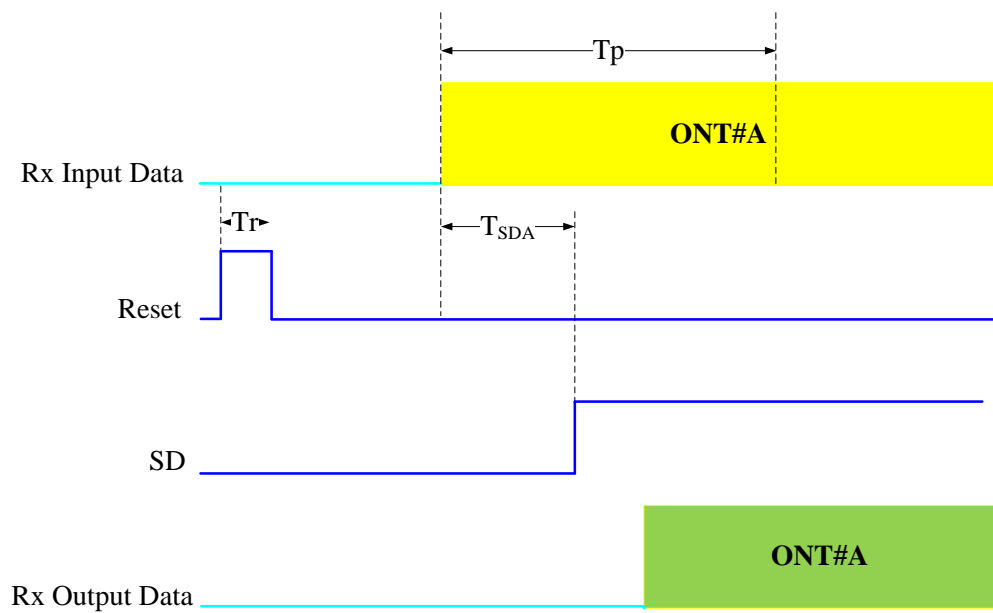 Tp
ONT#A
Rx Input Data
Tr
TSDA
Reset
SD
ONT#A
Rx Output Data